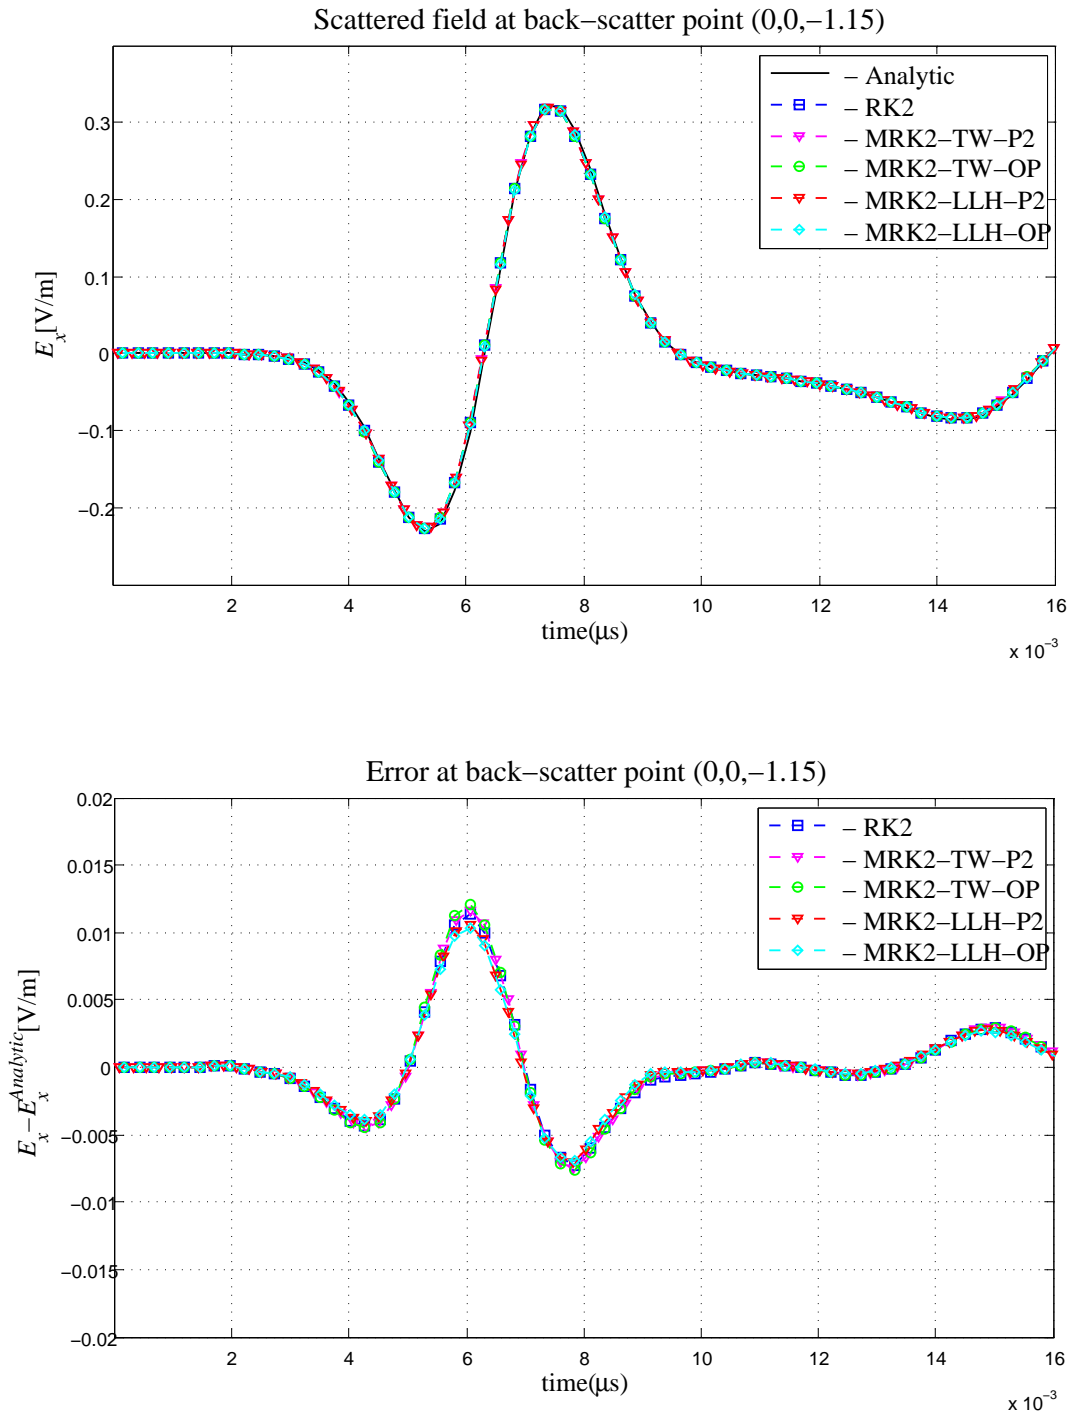 Scattered field at back−scatter point (0,0,−1.15)
− Analytic
− RK2
− MRK2−TW−P2
− MRK2−TW−OP
− MRK2−LLH−P2
− MRK2−LLH−OP
0.3
0.2
0.1
0
−0.1
−0.2
E_x[V/m]
2 4 6 8 10 12 14 16
time(μs)
x 10^−3
Error at back−scatter point (0,0,−1.15)
− RK2
− MRK2−TW−P2
− MRK2−TW−OP
− MRK2−LLH−P2
− MRK2−LLH−OP
0.02
0.015
0.01
0.005
0
−0.005
−0.01
−0.015
−0.02
E_x−E_x^Analytic[V/m]
2 4 6 8 10 12 14 16
time(μs)
x 10^−3